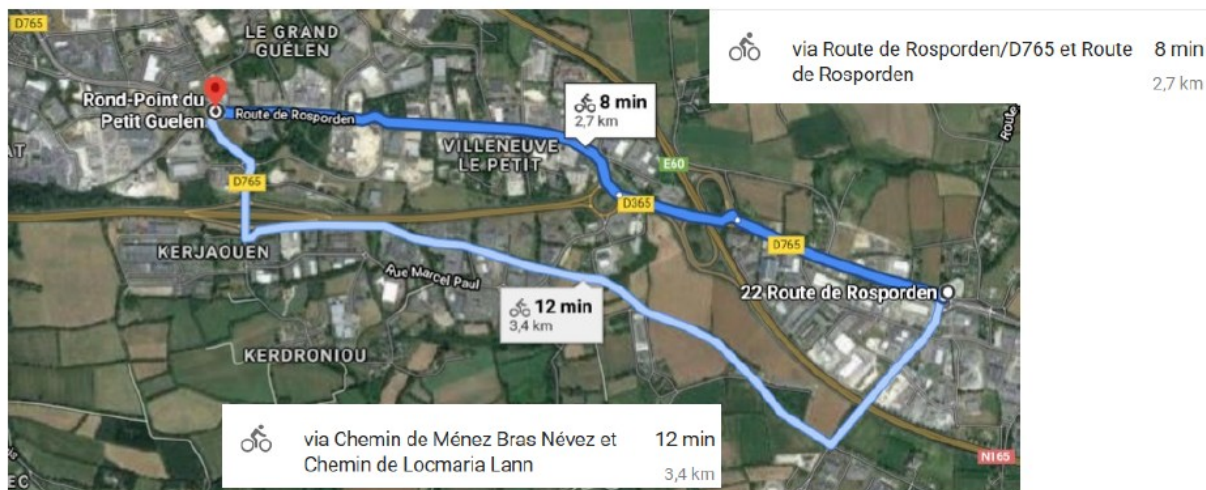 D765
LE GRAND
GUÉLEN
via Route de Rosporden/D765 et Route
de Rosporden
8 min
2,7 km
Rond-Point du
Petit Guelen
Route de Rosporden
8 min
2,7 km
VILLENEUVE
LE PETIT
AT
E60
Route
D765
D365
KERJAOUEN
D765
Rue Marcel Paul
22 Route de Rosporden
12 min
3,4 km
KERDRONIOU
via Chemin de Ménez Bras Névez et
Chemin de Locmaria Lann
12 min
3,4 km
N165
EC